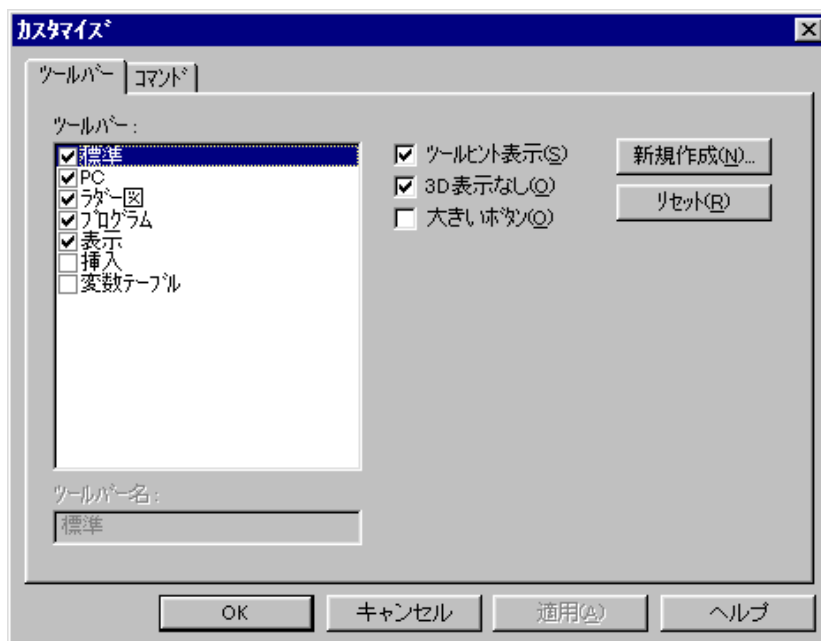 カスタマイズ
ツールバー
コマンド
ツールバー:
標準
PC
ラダー図
プログラム
表示
挿入
変数テーブル
ツールヒント表示(S)
3D表示なし(O)
大きいボタン(O)
新規作成(N)...
リセット(R)
ツールバー名:
標準
OK
キャンセル
適用(A)
ヘルプ